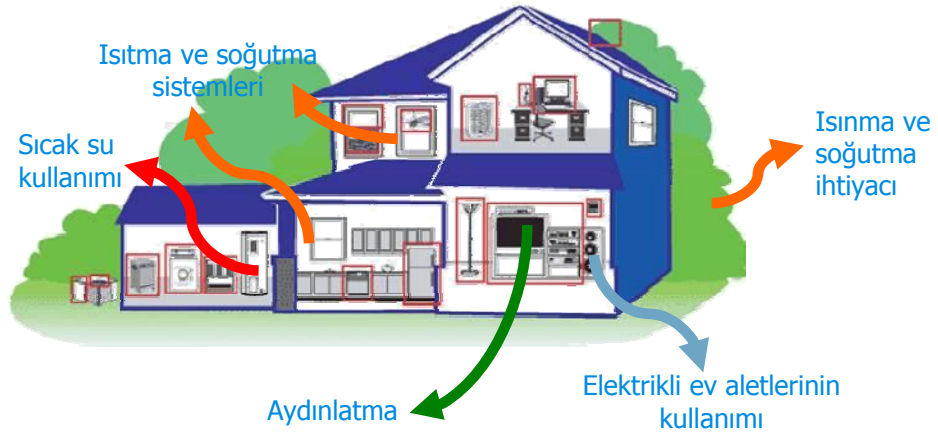 Isıtma ve soğutma
sistemleri
Sıcak su
kullanımı
Isınma ve
soğutma
ihtiyacı
Aydınlatma
Elektrikli ev aletlerinin
kullanımı